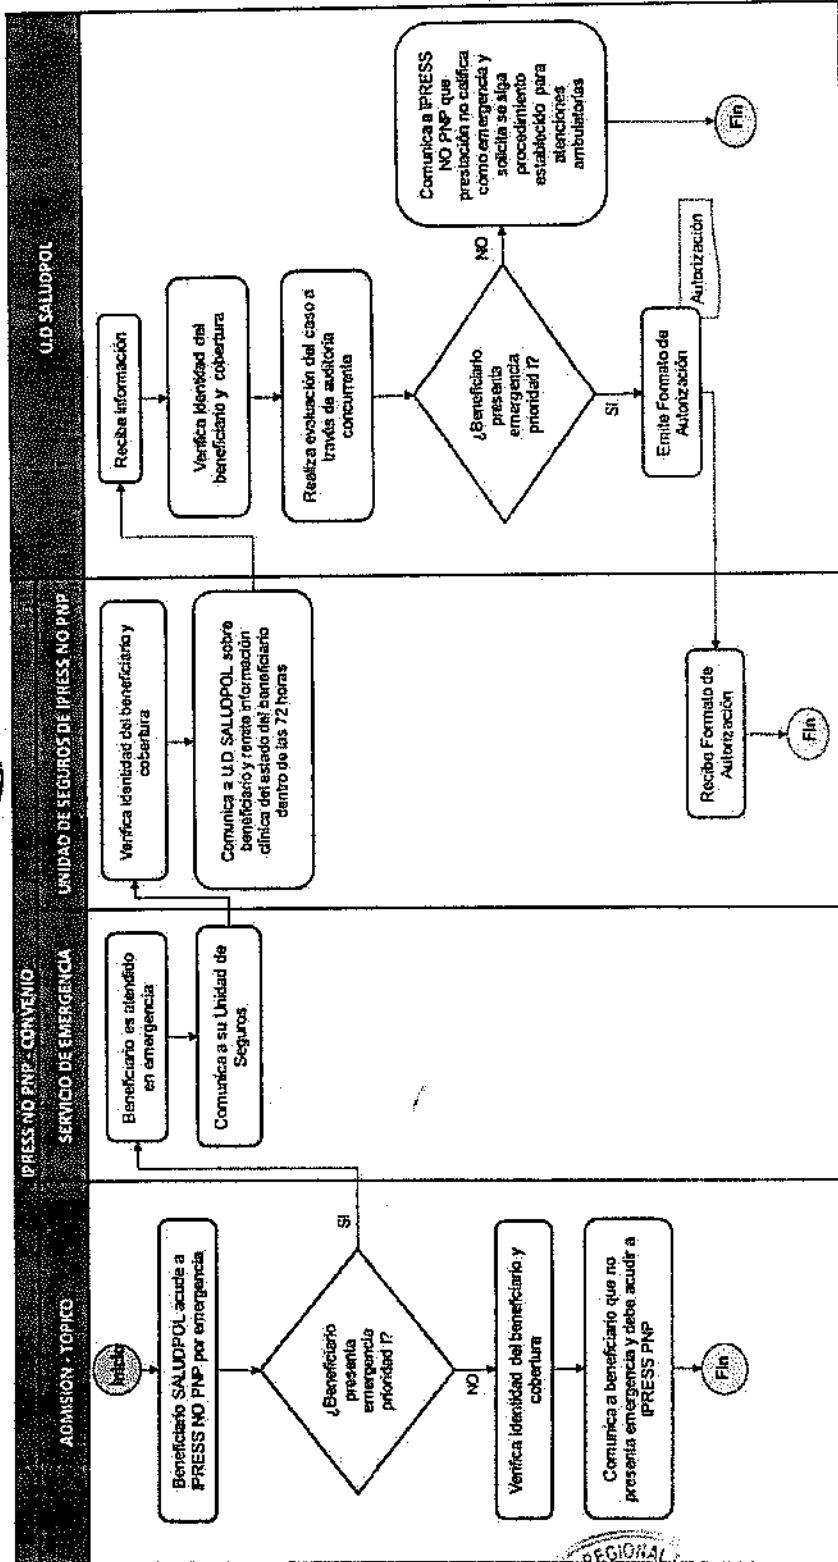 IPRESS NO PNP - CONVENIO
ADMISION - TOPICO
SERVICIO DE EMERGENCIA
UNIDAD DE SEGUROS DE IPRESS NO PNP
U.D SALUDPOL
Inicio
Beneficiario SALUDPOL acude a
IPRESS NO PNP por emergencia
¿Beneficiario
presenta
emergencia
prioridad I?
SI
NO
Verifica identidad del beneficiario y
cobertura
Comunica a beneficiario que no
presenta emergencia y debe acudir a
IPRESS PNP
Fin
Beneficiario es atendido
en emergencia
Comunica a su Unidad de
Seguros
Verifica identidad del beneficiario y
cobertura
Comunica a U.D. SALUDPOL sobre
beneficiario y remite información
clínica del estado del beneficiario
dentro de las 72 horas
Recibe Formato de
Autorización
Fin
Recibe información
Verifica identidad del
beneficiario y cobertura
Realiza evaluación del caso a
través de auditoría
concurrente
¿Beneficiario
presenta
emergencia
prioridad I?
NO
SI
Comunica a IPRESS
NO PNP que
prestación no califica
como emergencia y
solicita se siga
procedimiento
establecido para
atenciones
ambulatorias
Fin
Emite Formato de
Autorización
Autorización
REGIONAL